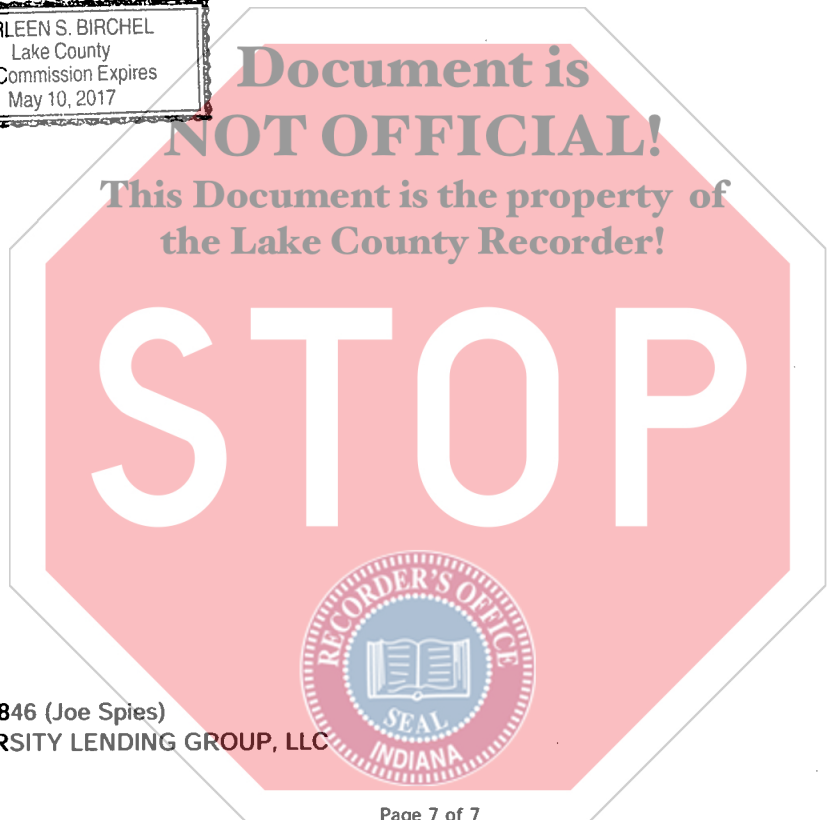 RLEEN S. BIRCHEL
Lake County
Commission Expires
May 10, 2017
Document is
NOT OFFICIAL!
This Document is the property of
the Lake County Recorder!
STOP
RECORDER'S OFFICE
SEAL
INDIANA
846 (Joe Spies)
RSITY LENDING GROUP, LLC
Page 7 of 7